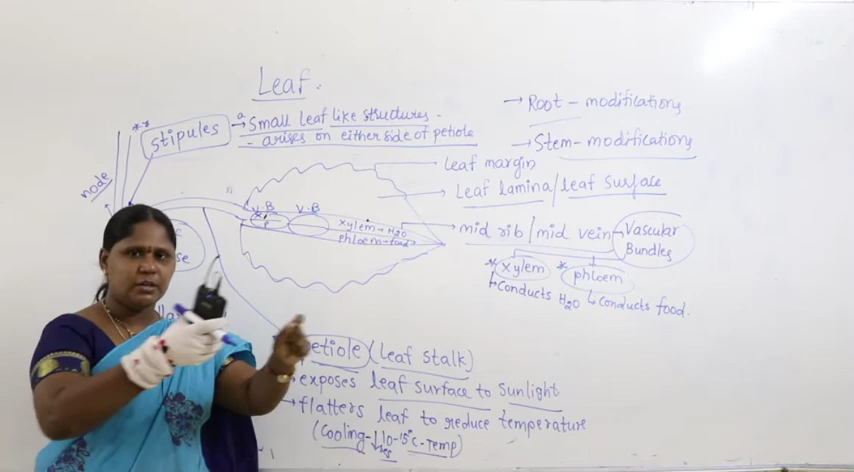 Leaf.
→ Root - modifications
→ Stem - modifications
** stipules → a Small leaf like structures -
- arises on either side of petiole
node
leaf margin
Leaf lamina/leaf surface
V.B V.B
xylem → H2O
phloem - food
mid rib / mid vein
Vascular Bundles
* xylem * phloem
↳ Conducts H2O ↳ Conducts food.
petiole (leaf stalk)
→ exposes leaf surface to sunlight
→ flatters leaf to reduce temperature
(cooling - ↓ 10-15°C - Temp)